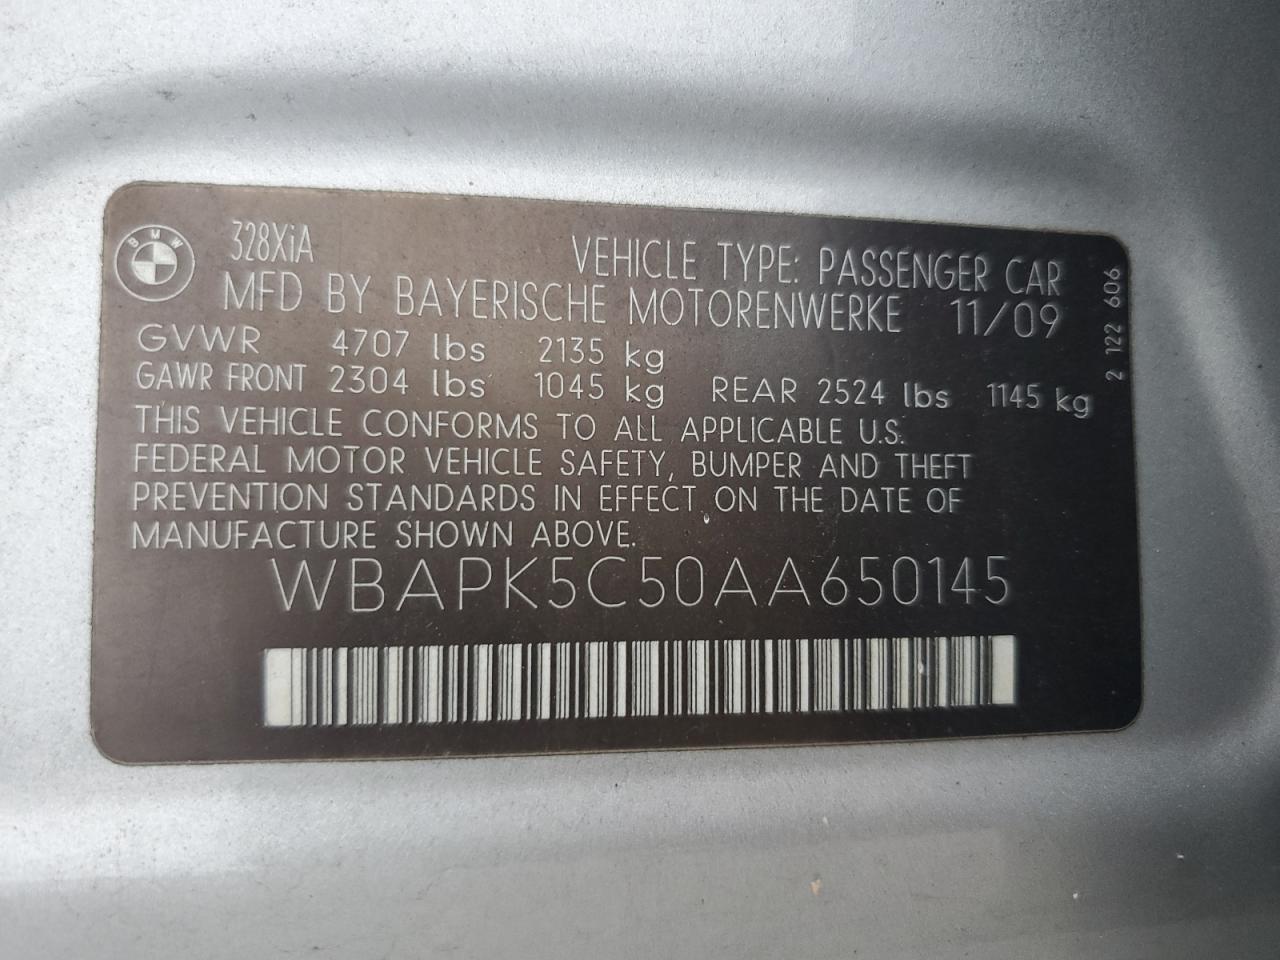 BMW
328XiA
VEHICLE TYPE: PASSENGER CAR
MFD BY BAYERISCHE MOTORENWERKE 11/09
GVWR 4707 lbs 2135 kg
GAWR FRONT 2304 lbs 1045 kg REAR 2524 lbs 1145 kg
THIS VEHICLE CONFORMS TO ALL APPLICABLE U.S.
FEDERAL MOTOR VEHICLE SAFETY, BUMPER AND THEFT
PREVENTION STANDARDS IN EFFECT ON THE DATE OF
MANUFACTURE SHOWN ABOVE.
WBAPK5C50AA650145
2 122 606